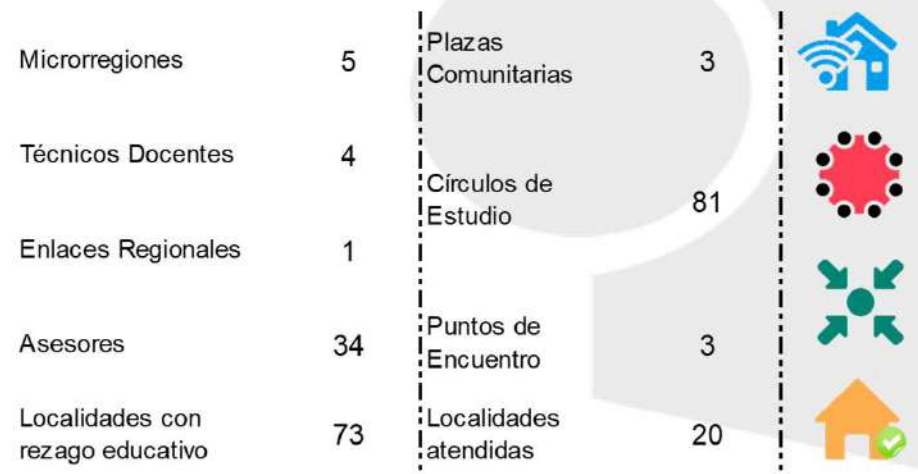 Microrregiones 5
Técnicos Docentes 4
Enlaces Regionales 1
Asesores 34
Localidades con
rezago educativo 73
Plazas
Comunitarias 3
Círculos de
Estudio 81
Puntos de
Encuentro 3
Localidades
atendidas 20